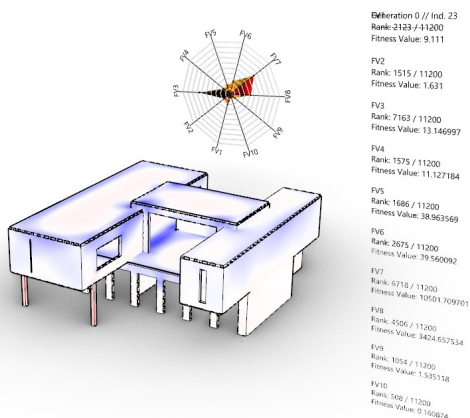 FV5
FV6
FV4
FV7
FV3
FV8
FV2
FV9
FV1
FV10
FV1
Generation 0 // Ind. 23
Rank: 2123 / 11200
Fitness Value: 9.111
FV2
Rank: 1515 / 11200
Fitness Value: 1.631
FV3
Rank: 7163 / 11200
Fitness Value: 13.146997
FV4
Rank: 1575 / 11200
Fitness Value: 11.127184
FV5
Rank: 1686 / 11200
Fitness Value: 38.963569
FV6
Rank: 2675 / 11200
Fitness Value: 39.560092
FV7
Rank: 6718 / 11200
Fitness Value: 10501.709701
FV8
Rank: 4506 / 11200
Fitness Value: 3424.657534
FV9
Rank: 1054 / 11200
Fitness Value: 1.535118
FV10
Rank: 508 / 11200
Fitness Value: 0.160874